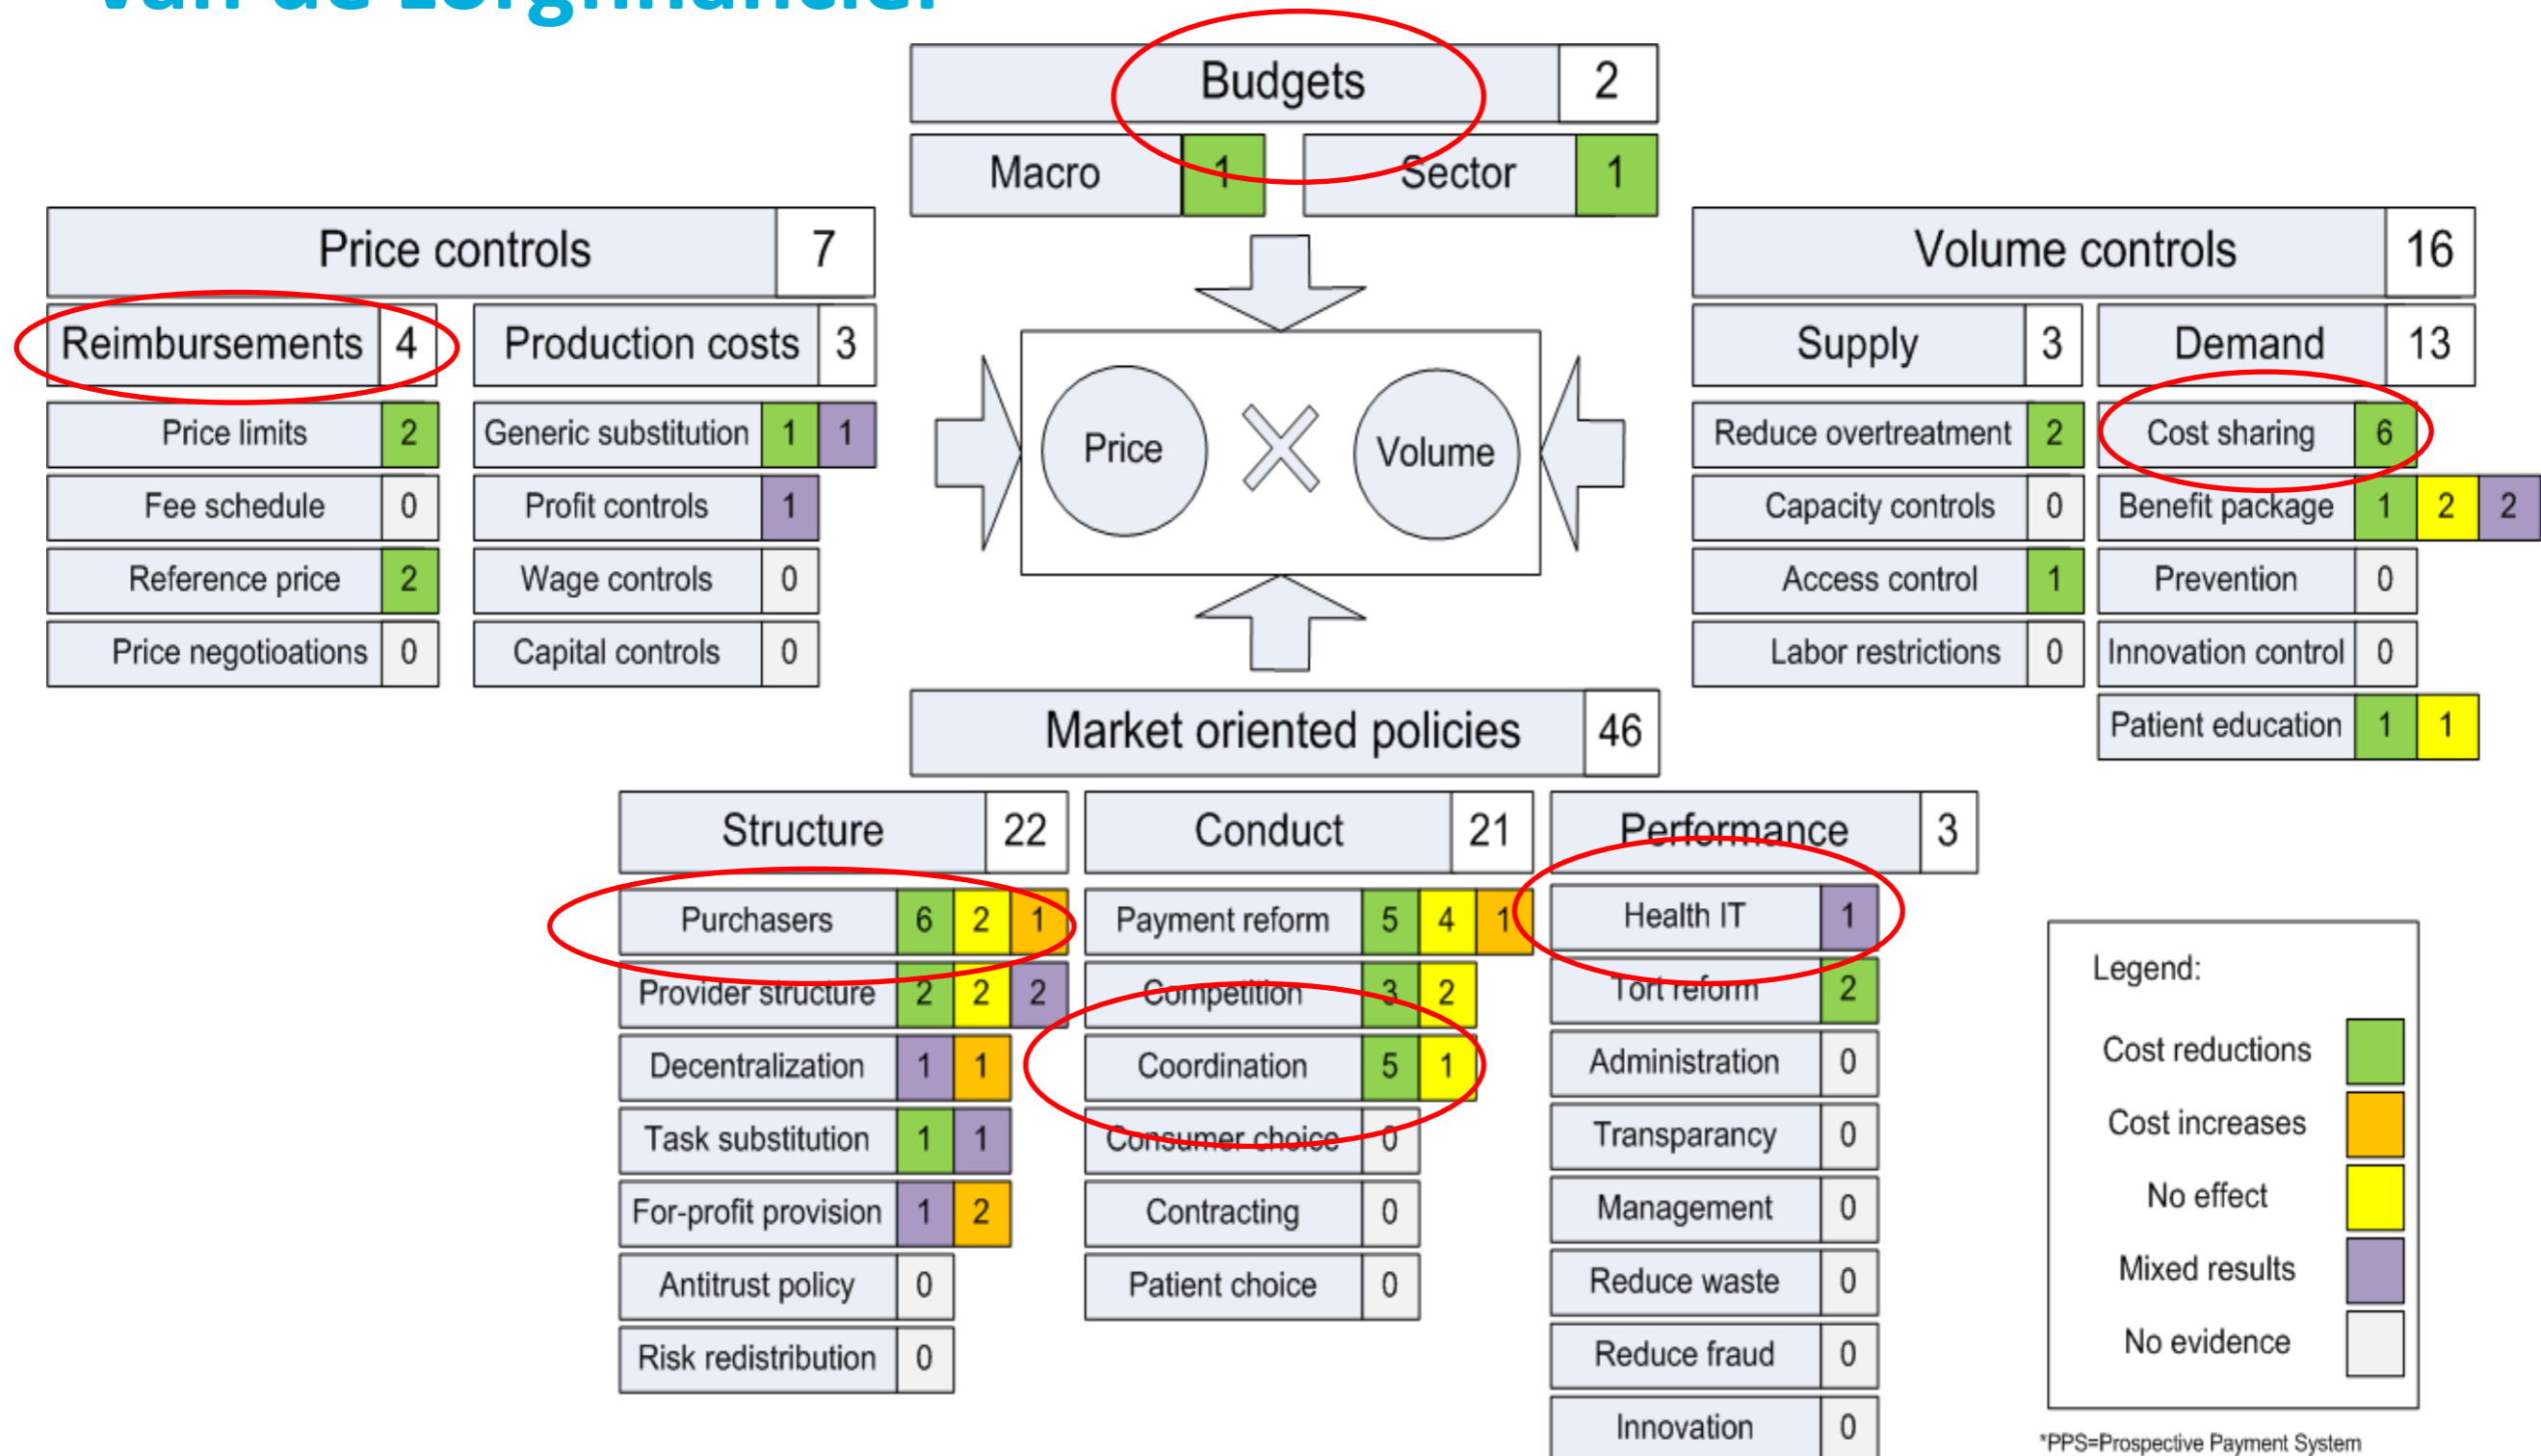 van de zorgfinancier
Budgets 2
Macro 1 Sector 1
Price controls 7
Reimbursements 4 Production costs 3
Price limits 2 Generic substitution 1 1
Fee schedule 0 Profit controls 1
Reference price 2 Wage controls 0
Price negotioations 0 Capital controls 0
Price Volume
Volume controls 16
Supply 3 Demand 13
Reduce overtreatment 2 Cost sharing 6
Capacity controls 0 Benefit package 1 2 2
Access control 1 Prevention 0
Labor restrictions 0 Innovation control 0
Patient education 1 1
Market oriented policies 46
Structure 22 Conduct 21 Performance 3
Purchasers 6 2 1 Payment reform 5 4 1 Health IT 1
Provider structure 2 2 2 Competition 3 2 Tort reform 2
Decentralization 1 1 Coordination 5 1 Administration 0
Task substitution 1 1 Consumer choice 0 Transparancy 0
For-profit provision 1 2 Contracting 0 Management 0
Antitrust policy 0 Patient choice 0 Reduce waste 0
Risk redistribution 0 Reduce fraud 0
Innovation 0
Legend:
Cost reductions
Cost increases
No effect
Mixed results
No evidence
*PPS=Prospective Payment System